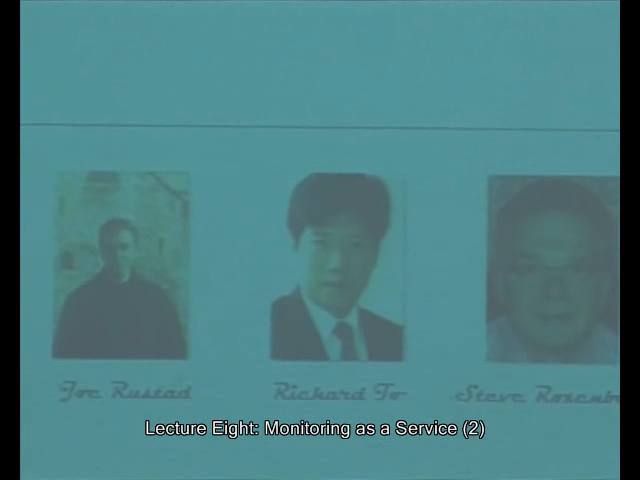 Joe Rustad
Richard To
Steve
Lecture Eight: Monitoring as a Service (2)